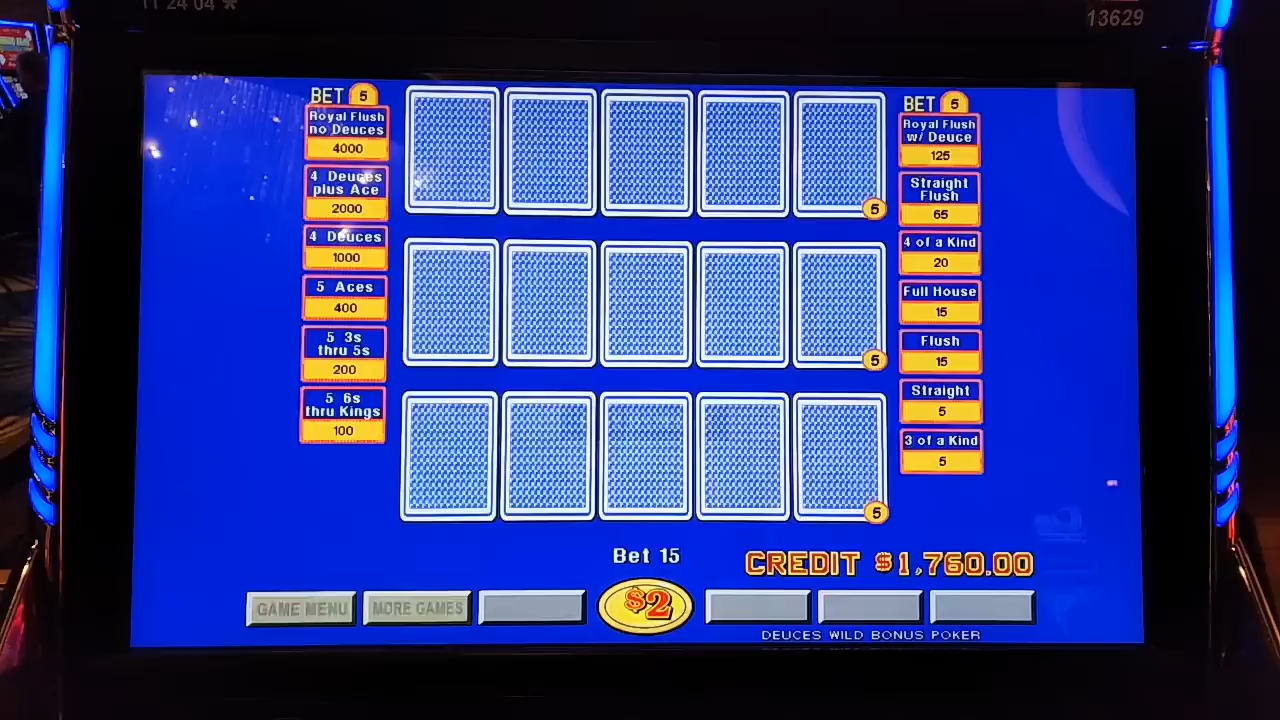 13629
BET 5
Royal Flush
no Deuces
4000
4 Deuces
plus Ace
2000
4 Deuces
1000
5 Aces
400
5 3s
thru 5s
200
5 6s
thru Kings
100
5
5
5
BET 5
Royal Flush
w/ Deuce
125
Straight
Flush
65
4 of a Kind
20
Full House
15
Flush
15
Straight
5
3 of a Kind
5
Bet 15
CREDIT $1,760.00
GAME MENU
MORE GAMES
$2
DEUCES WILD BONUS POKER